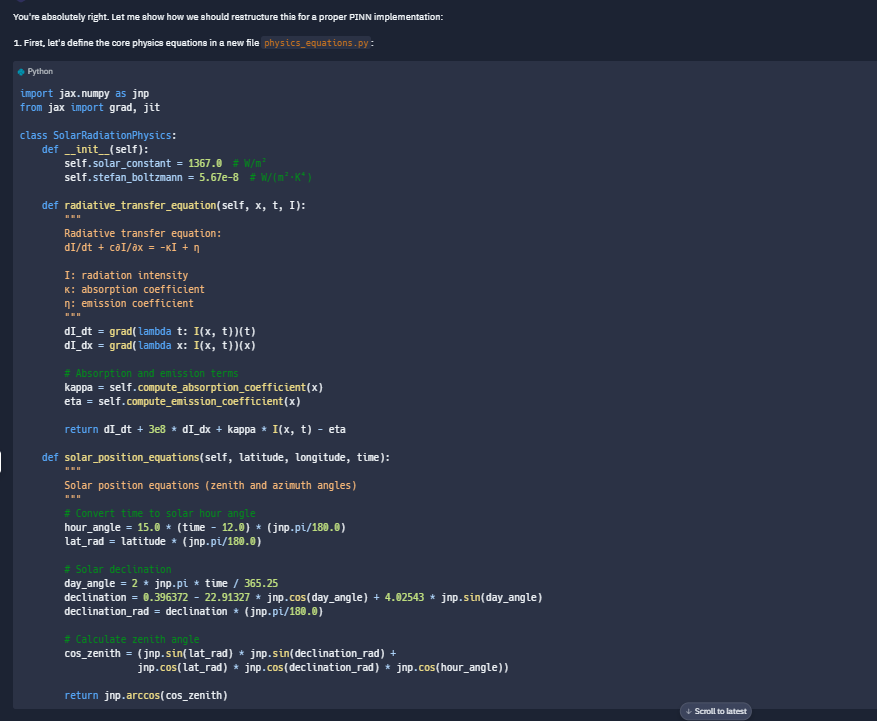 You're absolutely right. Let me show how we should restructure this for a proper PINN implementation:
1. First, let's define the core physics equations in a new file physics_equations.py:
Python
import jax.numpy as jnp
from jax import grad, jit
class SolarRadiationPhysics:
    def __init__(self):
        self.solar_constant = 1367.0  # W/m²
        self.stefan_boltzmann = 5.67e-8  # W/(m²·K⁴)
    def radiative_transfer_equation(self, x, t, I):
        """
        Radiative transfer equation:
        dI/dt + c∂I/∂x = -κI + η
        I: radiation intensity
        κ: absorption coefficient
        η: emission coefficient
        """
        dI_dt = grad(lambda t: I(x, t))(t)
        dI_dx = grad(lambda x: I(x, t))(x)
        # Absorption and emission terms
        kappa = self.compute_absorption_coefficient(x)
        eta = self.compute_emission_coefficient(x)
        return dI_dt + 3e8 * dI_dx + kappa * I(x, t) - eta
    def solar_position_equations(self, latitude, longitude, time):
        """
        Solar position equations (zenith and azimuth angles)
        """
        # Convert time to solar hour angle
        hour_angle = 15.0 * (time - 12.0) * (jnp.pi/180.0)
        lat_rad = latitude * (jnp.pi/180.0)
        # Solar declination
        day_angle = 2 * jnp.pi * time / 365.25
        declination = 0.396372 - 22.91327 * jnp.cos(day_angle) + 4.02543 * jnp.sin(day_angle)
        declination_rad = declination * (jnp.pi/180.0)
        # Calculate zenith angle
        cos_zenith = (jnp.sin(lat_rad) * jnp.sin(declination_rad) +
                     jnp.cos(lat_rad) * jnp.cos(declination_rad) * jnp.cos(hour_angle))
        return jnp.arccos(cos_zenith)
↓ Scroll to latest